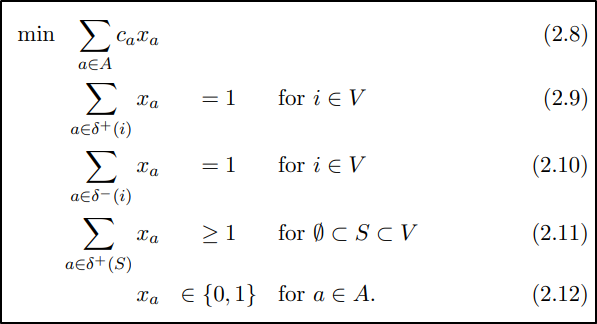 min ∑_{a∈A} c_a x_a (2.8)
∑_{a∈δ^+(i)} x_a = 1 for i ∈ V (2.9)
∑_{a∈δ^−(i)} x_a = 1 for i ∈ V (2.10)
∑_{a∈δ^+(S)} x_a ≥ 1 for ∅ ⊂ S ⊂ V (2.11)
x_a ∈ {0, 1} for a ∈ A. (2.12)